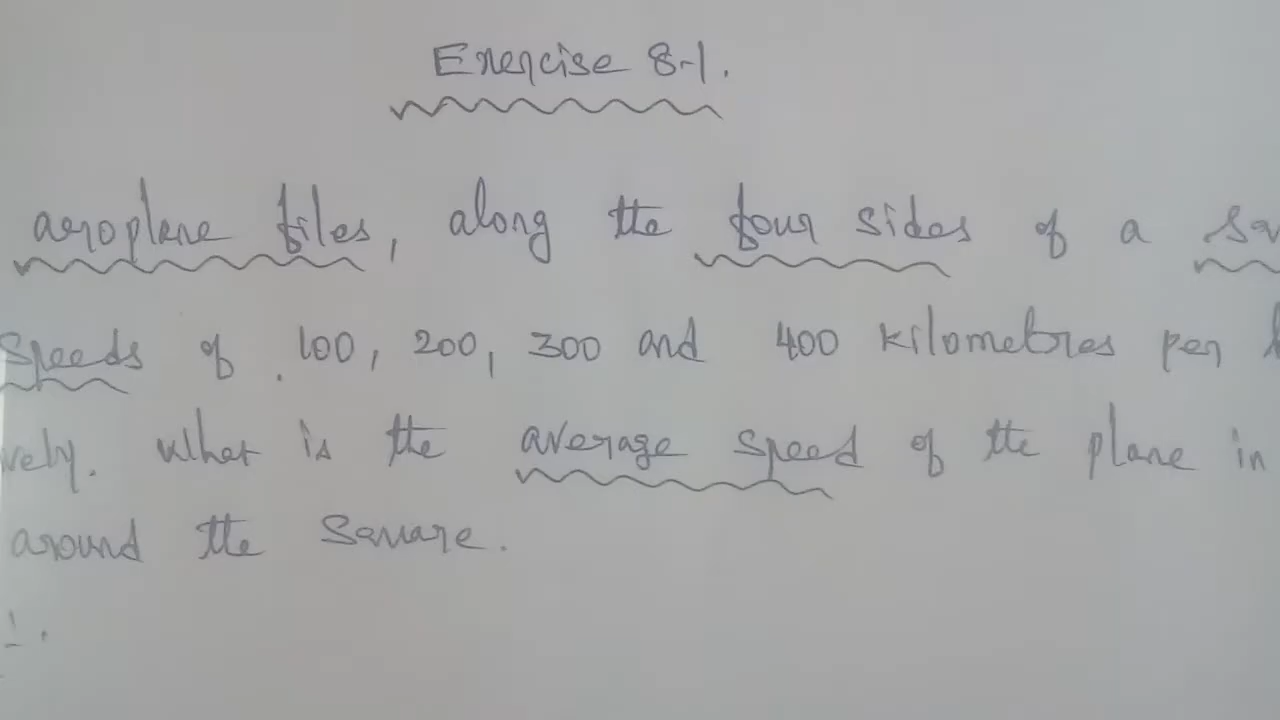 Exercise 8.1.
aeroplane files, along the four sides of a
speeds of 100, 200, 300 and 400 kilometres per
vely. What is the average speed of the plane in
around the Square.